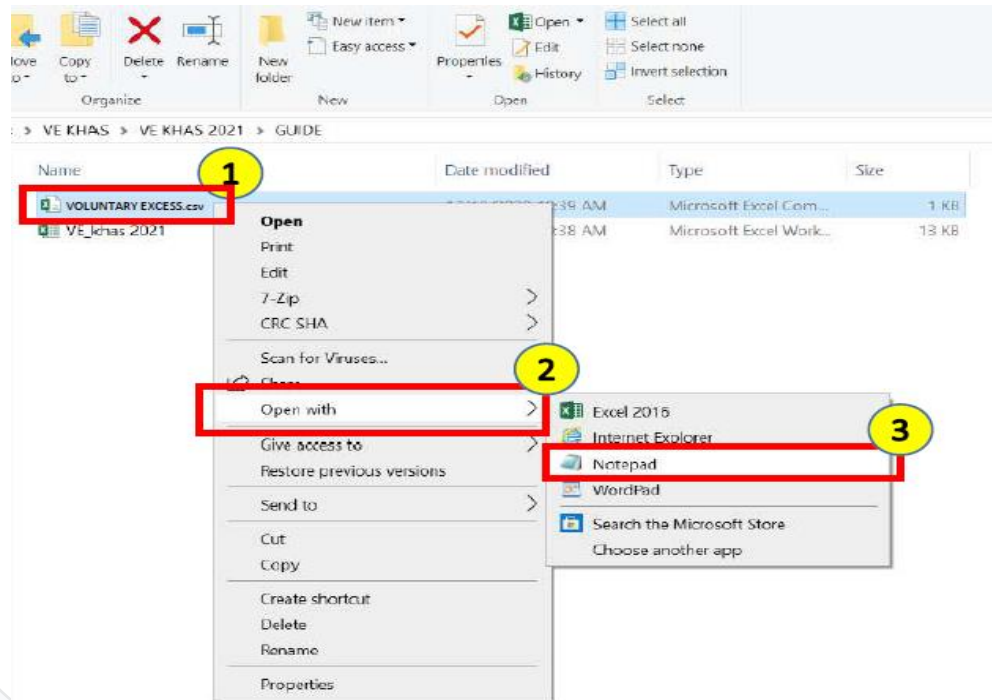 New item
Open
Select all
Easy access
Edit
Select none
Copy to
Delete
Rename
New folder
Properties
History
Invert selection
Organize
New
Open
Select
> VE KHAS > VE KHAS 2021 > GUIDE
Name
Date modified
Type
Size
1
VOLUNTARY EXCESS.csv
:39 AM
Microsoft Excel Com...
1 KB
VE_khas 2021
:38 AM
Microsoft Excel Work...
13 KB
Open
Print
Edit
7-Zip
CRC SHA
Scan for Viruses...
2
Open with
Excel 2016
3
Give access to
Internet Explorer
Restore previous versions
Notepad
WordPad
Send to
Search the Microsoft Store
Cut
Choose another app
Copy
Create shortcut
Delete
Rename
Properties